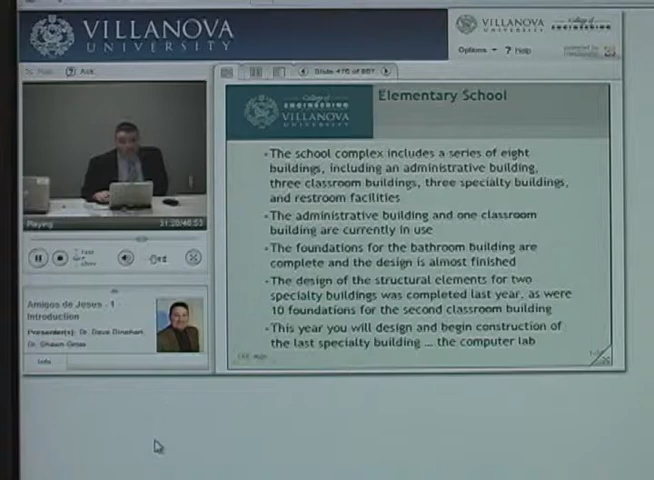 VILLANOVA
UNIVERSITY
VILLANOVA
UNIVERSITY
College of
ENGINEERING
Options
? Help
Ask
Slide 476 of 887
College of
ENGINEERING
VILLANOVA
Elementary School
The school complex includes a series of eight
buildings, including an administrative building,
three classroom buildings, three specialty buildings,
and restroom facilities
The administrative building and one classroom
building are currently in use
The foundations for the bathroom building are
complete and the design is almost finished
The design of the structural elements for two
specialty buildings was completed last year, as were
10 foundations for the second classroom building
This year you will design and begin construction of
the last specialty building ... the computer lab
Playing
Amigos de Jesus - 1
Introduction
Presenter(s): Dr. Dave Dinehart,
Dr. Shawn Gross
Info